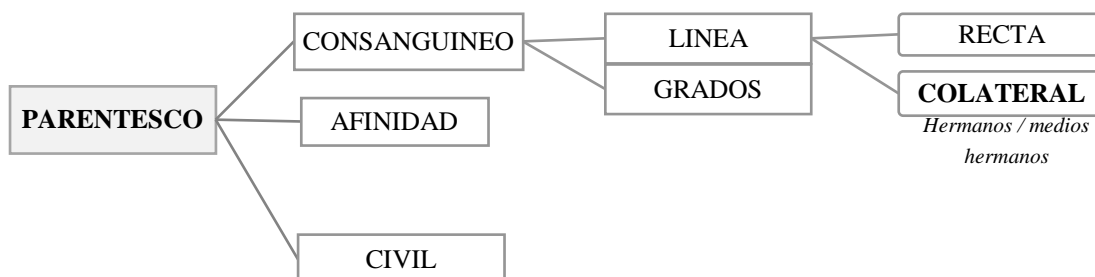 PARENTESCO
CONSANGUINEO
AFINIDAD
CIVIL
LINEA
GRADOS
RECTA
COLATERAL
Hermanos / medios
hermanos